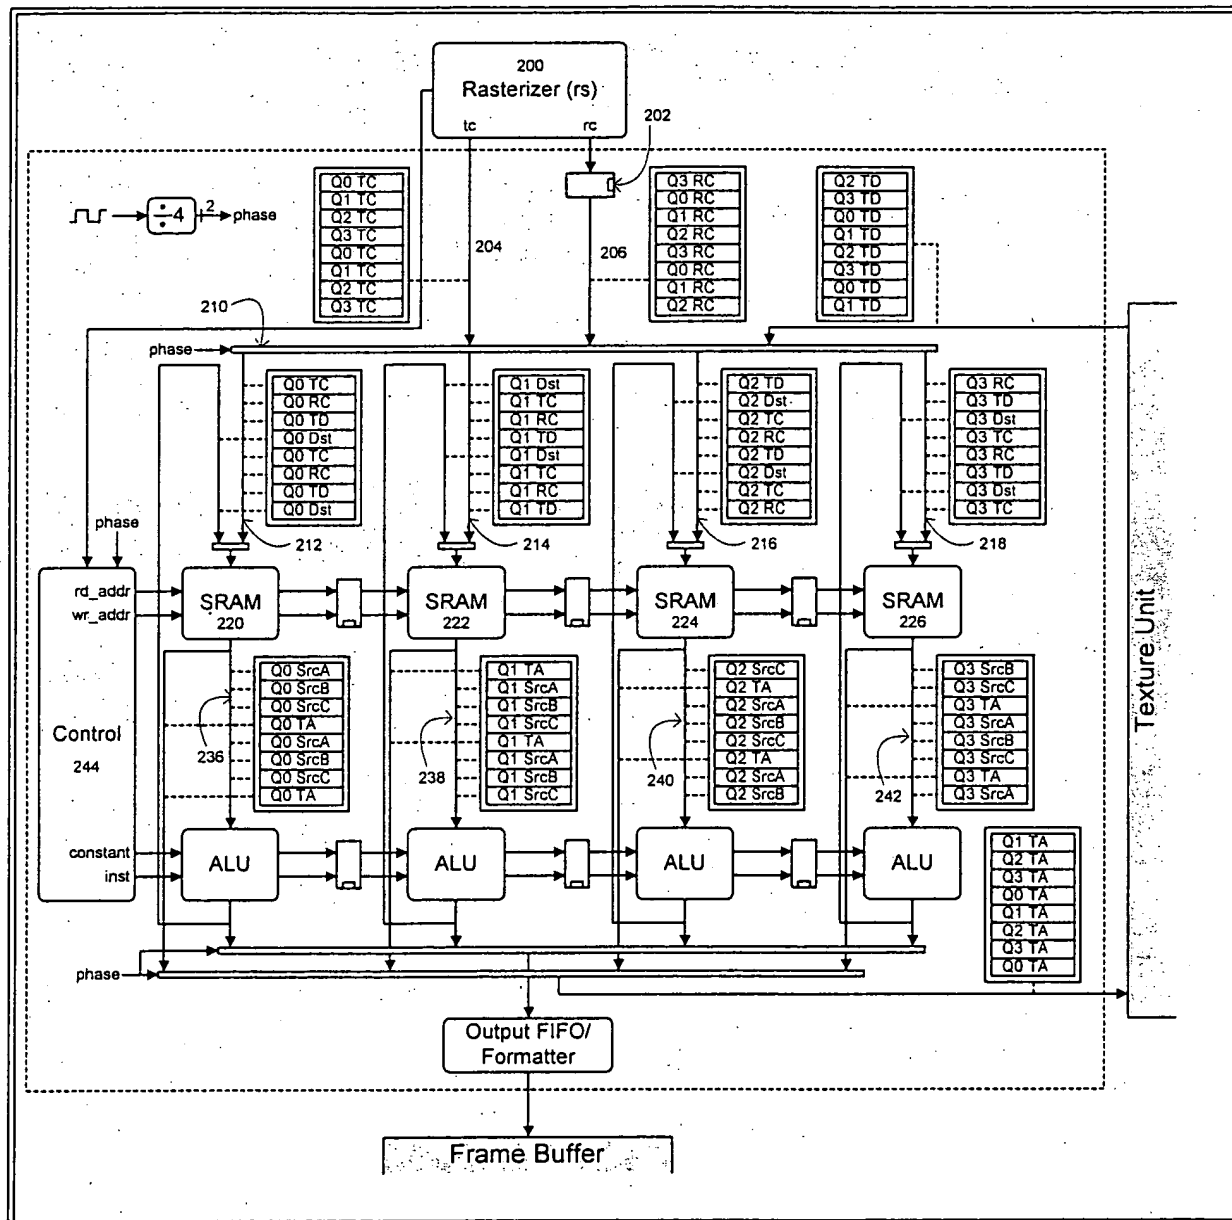 200
Rasterizer (rs)
tc
rc
202
Q0 TC
Q1 TC
Q2 TC
Q3 TC
Q0 TC
Q1 TC
Q2 TC
Q3 TC
Q3 RC
Q0 RC
Q1 RC
Q2 RC
Q3 RC
Q0 RC
Q1 RC
Q2 RC
Q2 TD
Q3 TD
Q0 TD
Q1 TD
Q2 TD
Q3 TD
Q0 TD
Q1 TD
÷4
2
phase
204
206
210
phase
Q0 TC
Q0 RC
Q0 TD
Q0 Dst
Q0 TC
Q0 RC
Q0 TD
Q0 Dst
Q1 Dst
Q1 TC
Q1 RC
Q1 TD
Q1 Dst
Q1 TC
Q1 RC
Q1 TD
Q2 TD
Q2 Dst
Q2 TC
Q2 RC
Q2 TD
Q2 Dst
Q2 TC
Q2 RC
Q3 RC
Q3 TD
Q3 Dst
Q3 TC
Q3 RC
Q3 TD
Q3 Dst
Q3 TC
phase
212
214
216
218
rd_addr
wr_addr
SRAM
220
SRAM
222
SRAM
224
SRAM
226
Texture Unit
Control
244
Q0 SrcA
Q0 SrcB
Q0 SrcC
Q0 TA
Q0 SrcA
Q0 SrcB
Q0 SrcC
Q0 TA
236
Q1 TA
Q1 SrcA
Q1 SrcB
Q1 SrcC
Q1 TA
Q1 SrcA
Q1 SrcB
Q1 SrcC
238
Q2 SrcC
Q2 TA
Q2 SrcA
Q2 SrcB
Q2 SrcC
Q2 TA
Q2 SrcA
Q2 SrcB
240
Q3 SrcB
Q3 SrcC
Q3 TA
Q3 SrcA
Q3 SrcB
Q3 SrcC
Q3 TA
Q3 SrcA
242
constant
inst
ALU
ALU
ALU
ALU
Q1 TA
Q2 TA
Q3 TA
Q0 TA
Q1 TA
Q2 TA
Q3 TA
Q0 TA
phase
Output FIFO/
Formatter
Frame Buffer